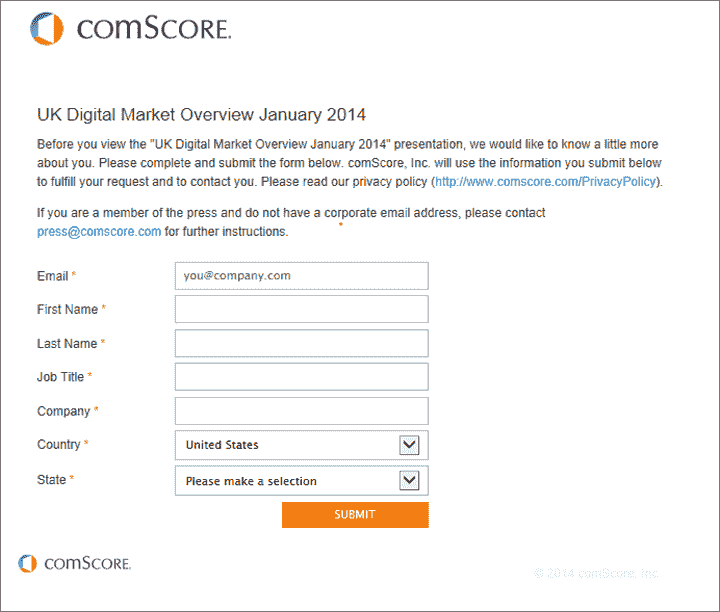 comScore.
UK Digital Market Overview January 2014
Before you view the "UK Digital Market Overview January 2014" presentation, we would like to know a little more
about you. Please complete and submit the form below. comScore, Inc. will use the information you submit below
to fulfill your request and to contact you. Please read our privacy policy (http://www.comscore.com/PrivacyPolicy).
If you are a member of the press and do not have a corporate email address, please contact
press@comscore.com for further instructions.
Email * you@company.com
First Name *
Last Name *
Job Title *
Company *
Country * United States
State * Please make a selection
SUBMIT
comScore.
© 2014 comScore, Inc.